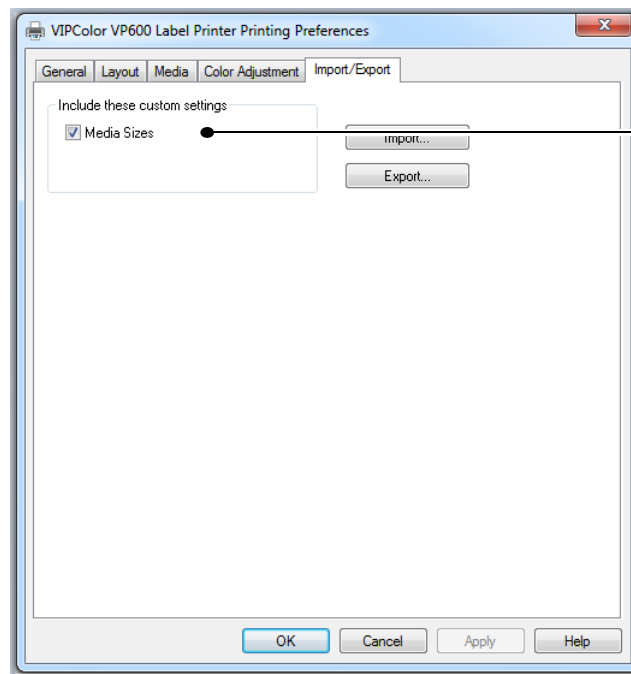 VIPColor VP600 Label Printer Printing Preferences
General Layout Media Color Adjustment Import/Export
Include these custom settings
Media Sizes
Import...
Export...
OK Cancel Apply Help